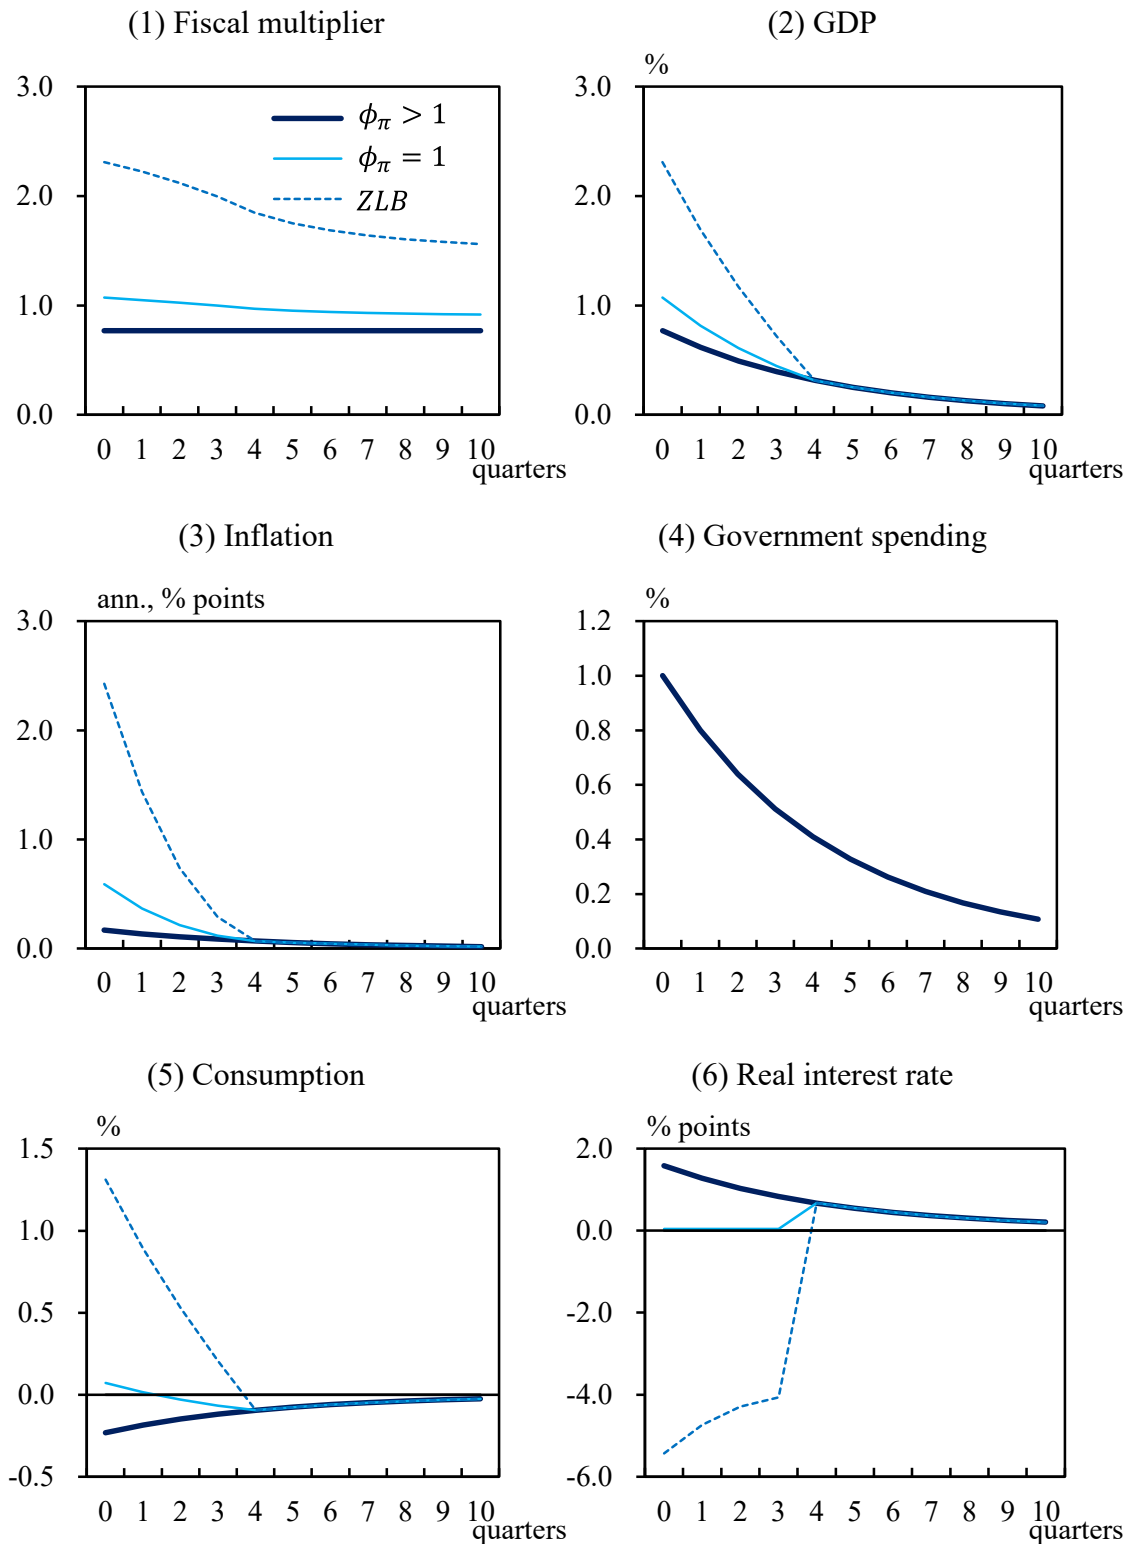 (1) Fiscal multiplier
3.0
2.0
1.0
0.0
ϕπ > 1
ϕπ = 1
ZLB
0 1 2 3 4 5 6 7 8 9 10
quarters
(2) GDP
%
3.0
2.0
1.0
0.0
0 1 2 3 4 5 6 7 8 9 10
quarters
(3) Inflation
ann., % points
3.0
2.0
1.0
0.0
0 1 2 3 4 5 6 7 8 9 10
quarters
(4) Government spending
%
1.2
1.0
0.8
0.6
0.4
0.2
0.0
0 1 2 3 4 5 6 7 8 9 10
quarters
(5) Consumption
%
1.5
1.0
0.5
0.0
-0.5
0 1 2 3 4 5 6 7 8 9 10
quarters
(6) Real interest rate
% points
2.0
0.0
-2.0
-4.0
-6.0
0 1 2 3 4 5 6 7 8 9 10
quarters